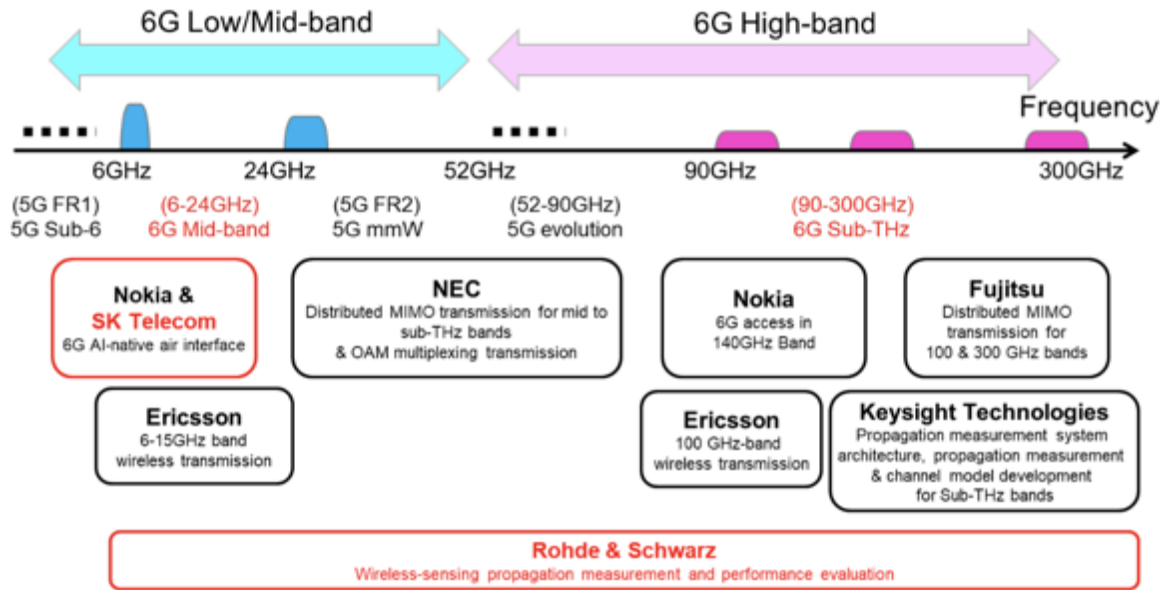 6G Low/Mid-band
6G High-band
Frequency
6GHz
24GHz
52GHz
90GHz
300GHz
(5G FR1)
5G Sub-6
(6-24GHz)
6G Mid-band
(5G FR2)
5G mmW
(52-90GHz)
5G evolution
(90-300GHz)
6G Sub-THz
Nokia &
SK Telecom
6G AI-native air interface
NEC
Distributed MIMO transmission for mid to
sub-THz bands
& OAM multiplexing transmission
Nokia
6G access in
140GHz Band
Fujitsu
Distributed MIMO
transmission for
100 & 300 GHz bands
Ericsson
6-15GHz band
wireless transmission
Ericsson
100 GHz-band
wireless transmission
Keysight Technologies
Propagation measurement system
architecture, propagation measurement
& channel model development
for Sub-THz bands
Rohde & Schwarz
Wireless-sensing propagation measurement and performance evaluation